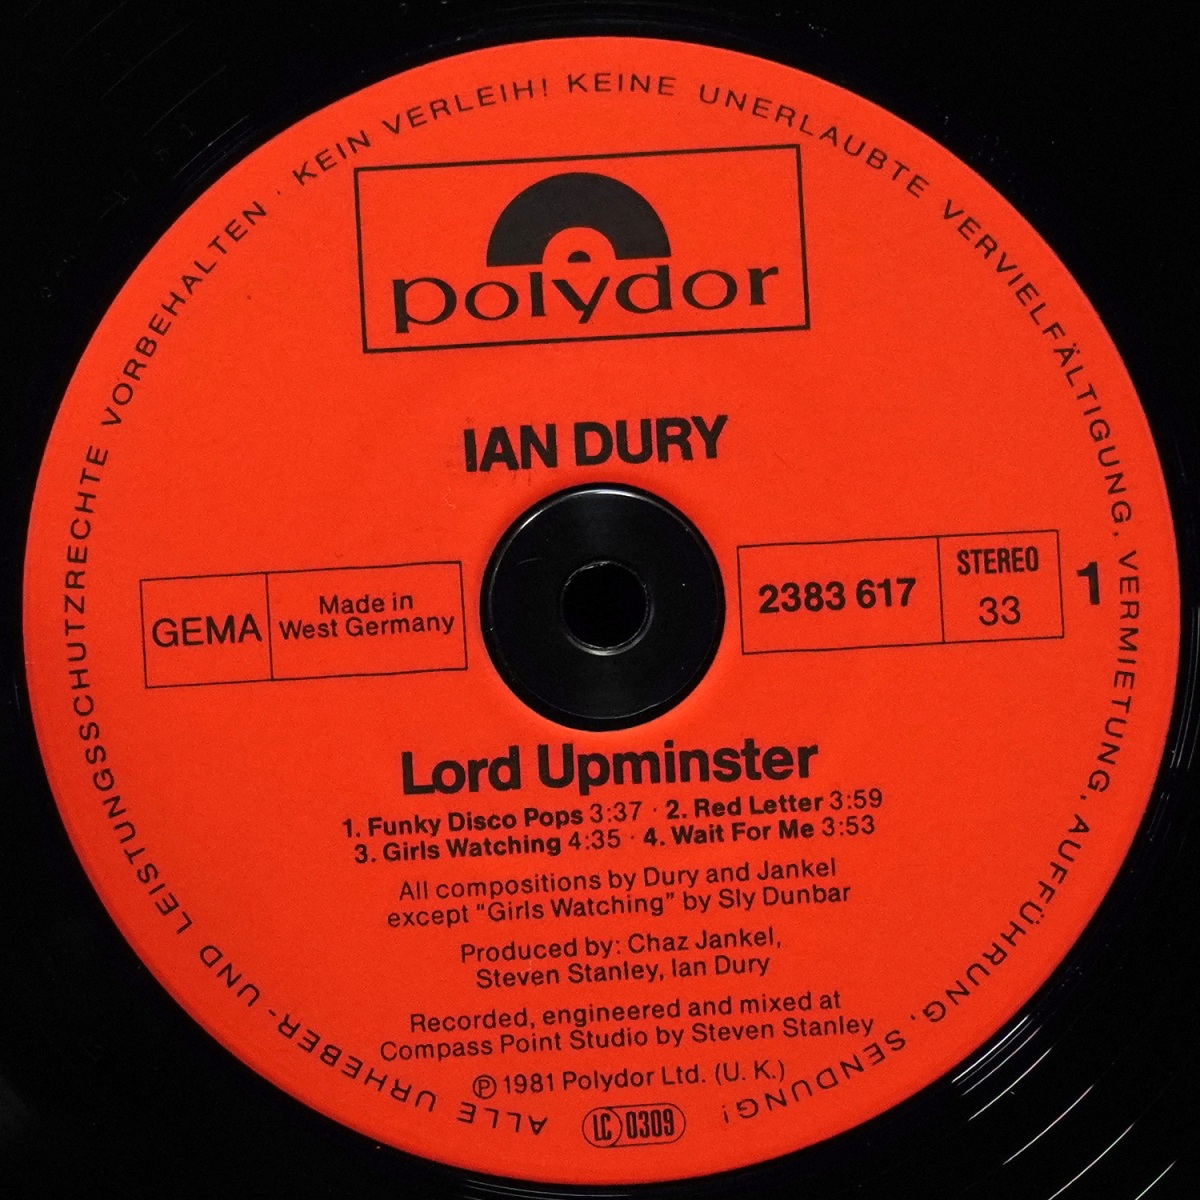 ALLE URHEBER- UND LEISTUNGSSCHUTZRECHTE VORBEHALTEN · KEIN VERLEIH! KEINE UNERLAUBTE VERVIELFÄLTIGUNG, VERMIETUNG, AUFFÜHRUNG, SENDUNG!
polydor
IAN DURY
GEMA
Made in
West Germany
2383 617
STEREO
33
1
Lord Upminster
1. Funky Disco Pops 3:37 · 2. Red Letter 3:59
3. Girls Watching 4:35 · 4. Wait For Me 3:53
All compositions by Dury and Jankel
except "Girls Watching" by Sly Dunbar
Produced by: Chaz Jankel,
Steven Stanley, Ian Dury
Recorded, engineered and mixed at
Compass Point Studio by Steven Stanley
℗ 1981 Polydor Ltd. (U. K.)
LC 0309